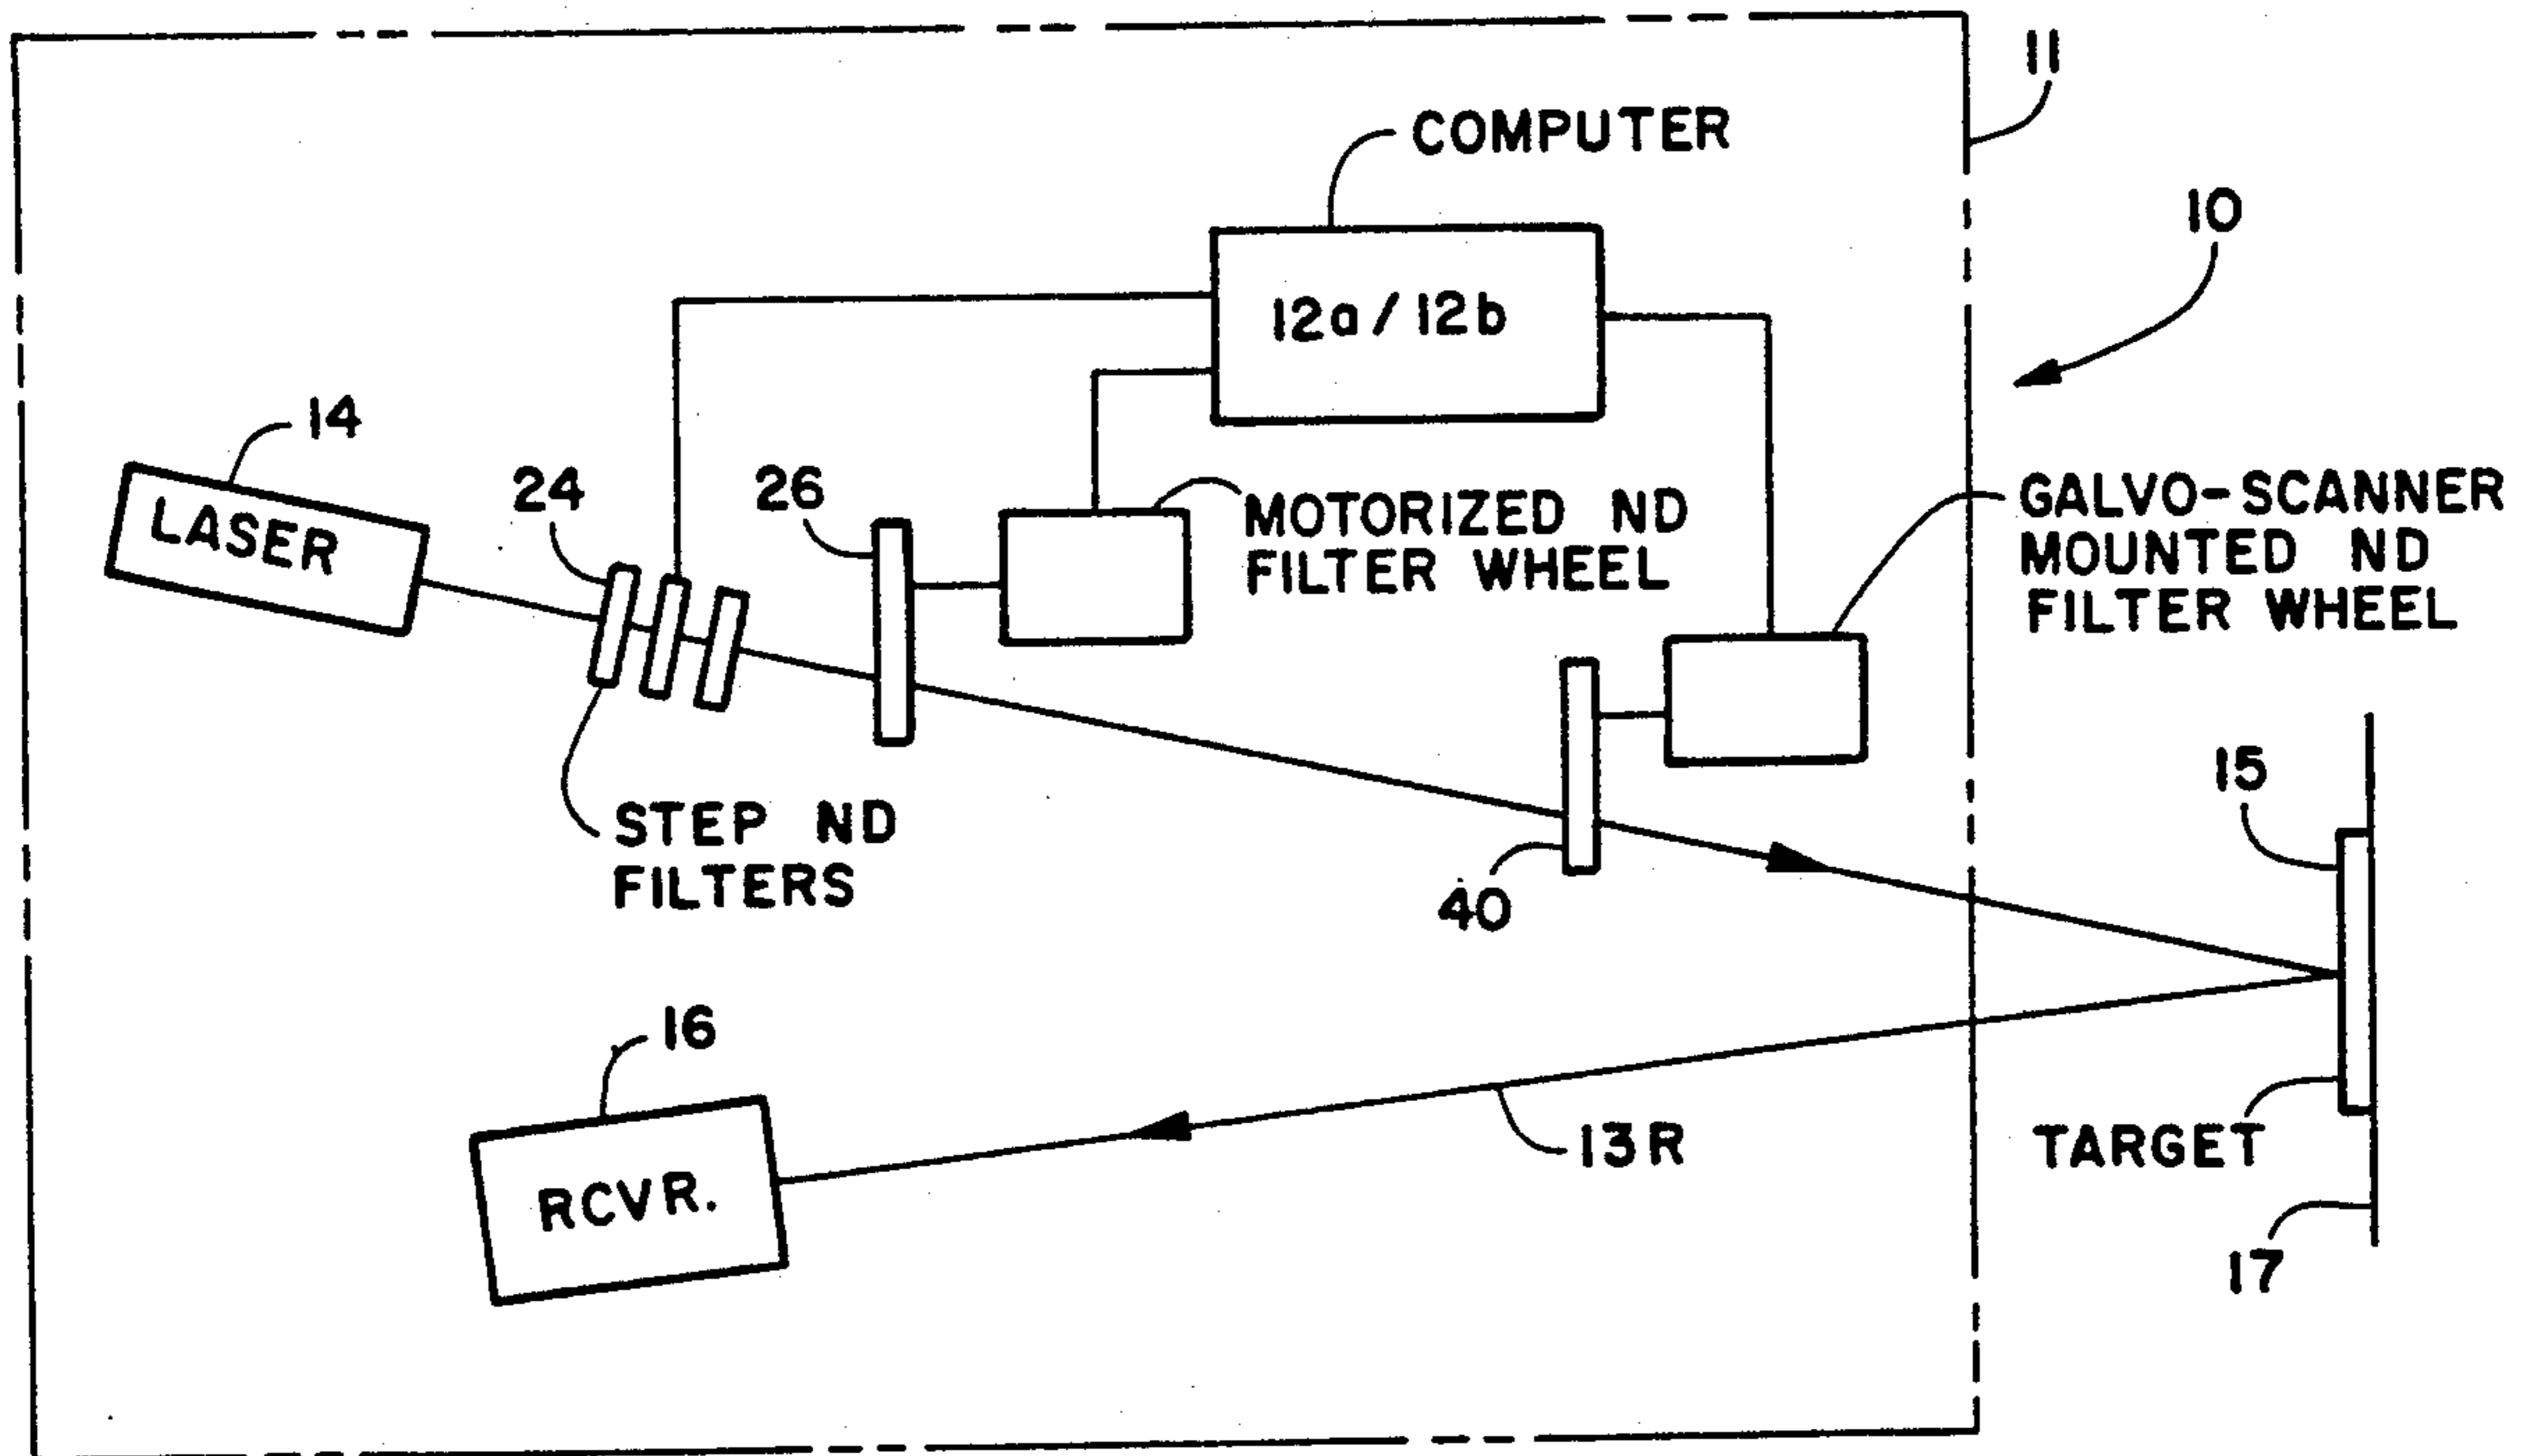 11
COMPUTER
10
12a / 12b
14
LASER
24
26
MOTORIZED ND
FILTER WHEEL
GALVO-SCANNER
MOUNTED ND
FILTER WHEEL
STEP ND
FILTERS
40
15
16
RCVR.
13R
TARGET
17